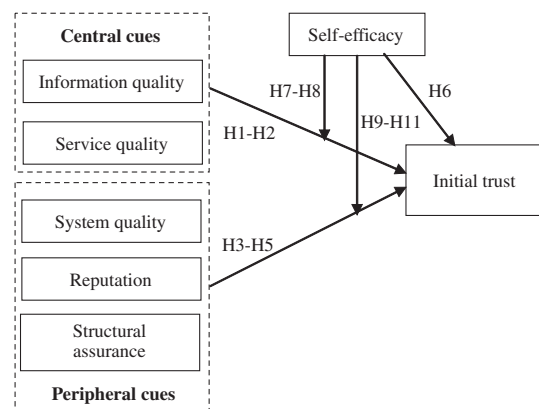 Central cues
Information quality
Service quality
System quality
Reputation
Structural
assurance
Peripheral cues
Self-efficacy
H7-H8
H6
H9-H11
H1-H2
H3-H5
Initial trust